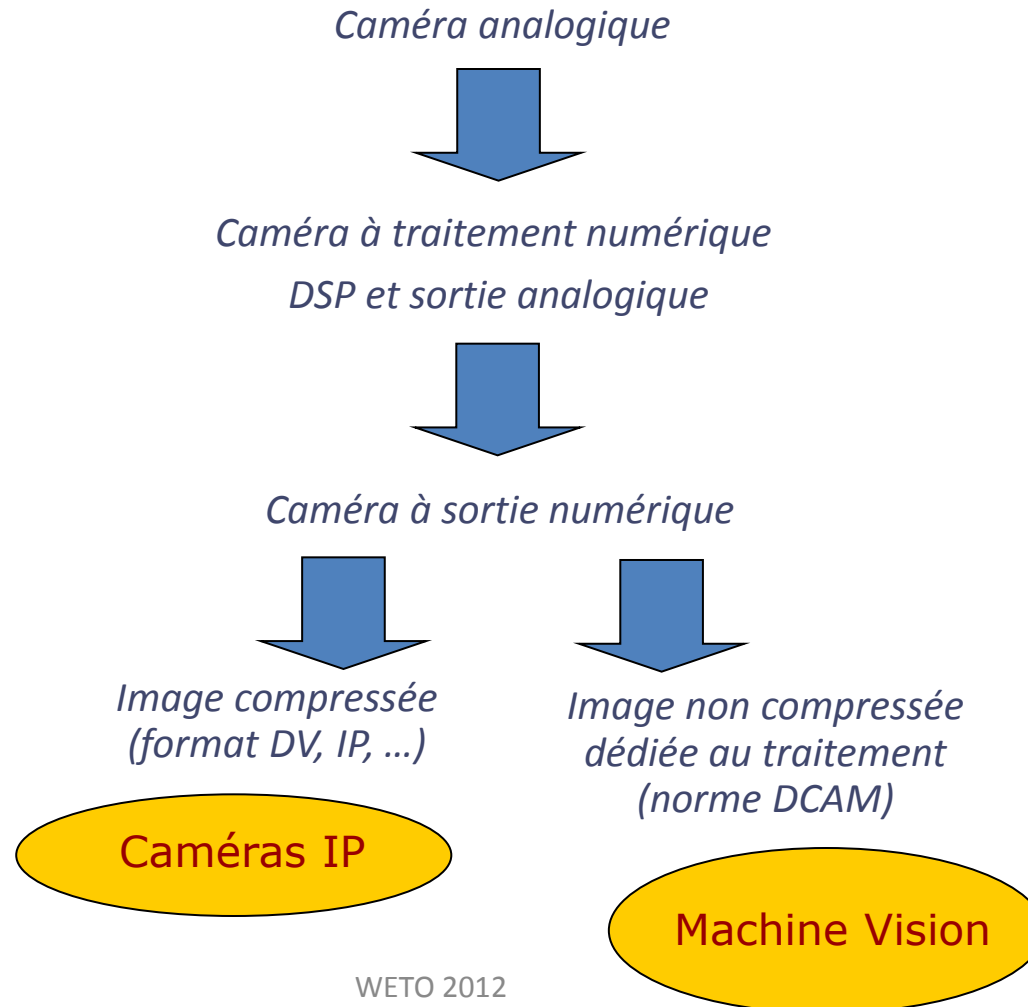 Caméra analogique
Caméra à traitement numérique
DSP et sortie analogique
Caméra à sortie numérique
Image compressée
(format DV, IP, …)
Image non compressée
dédiée au traitement
(norme DCAM)
Caméras IP
Machine Vision
WETO 2012